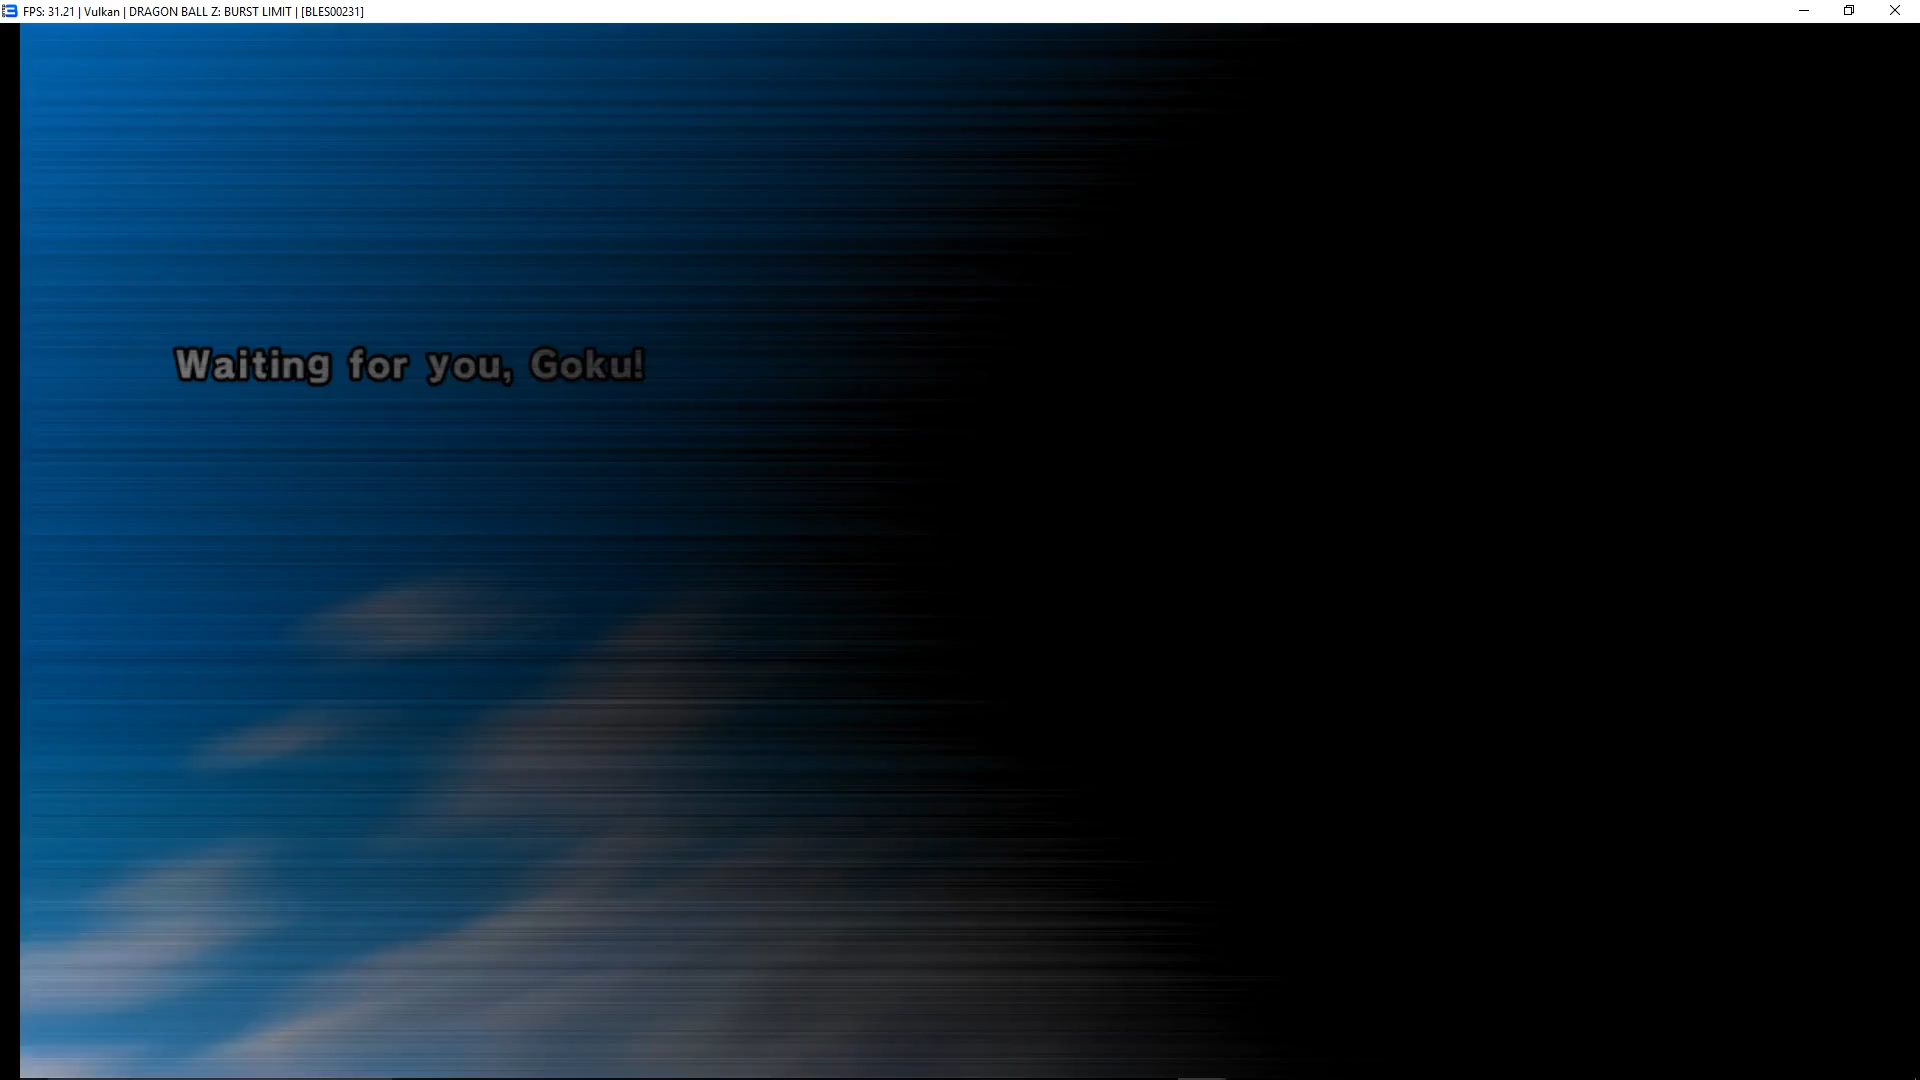 FPS: 31.21 | Vulkan | DRAGON BALL Z: BURST LIMIT | [BLES00231]
Waiting for you, Goku!